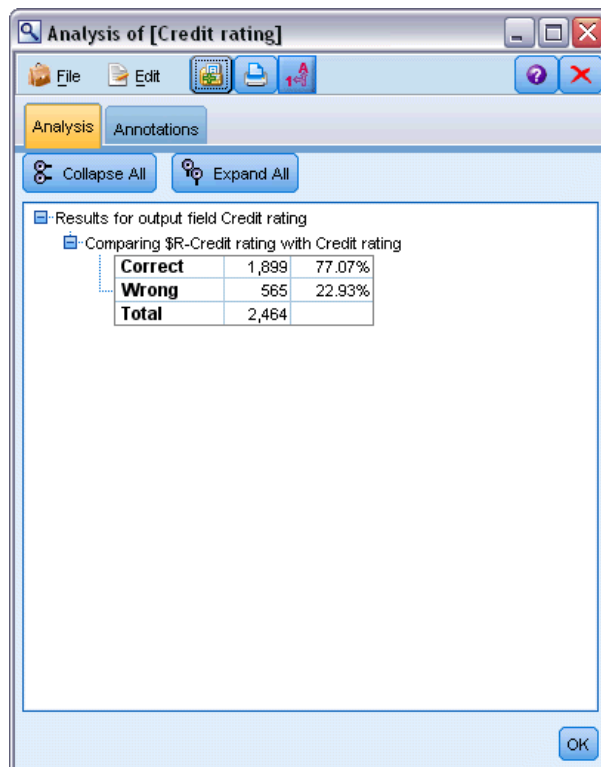 Analysis of [Credit rating]
File Edit
Analysis Annotations
Collapse All Expand All
Results for output field Credit rating
Comparing $R-Credit rating with Credit rating
Correct 1,899 77.07%
Wrong 565 22.93%
Total 2,464
OK